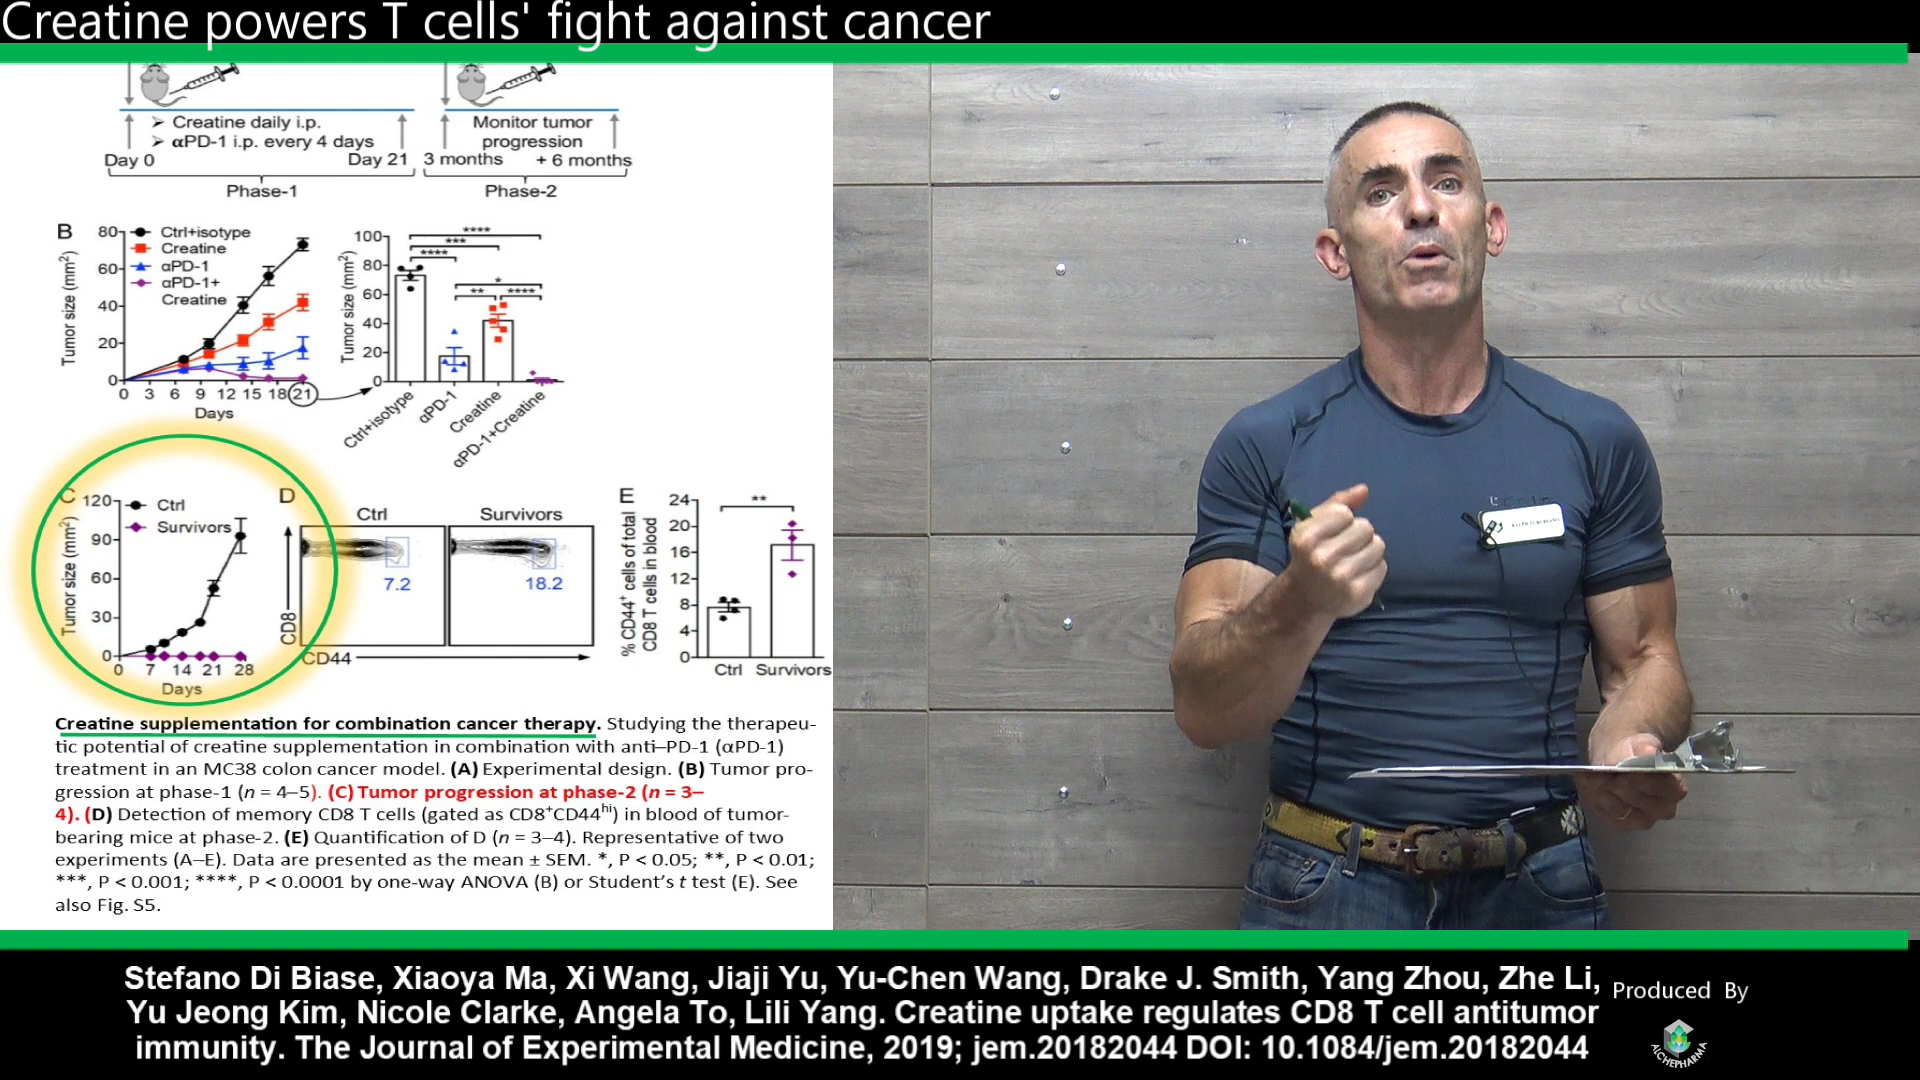 Creatine powers T cells' fight against cancer
➢ Creatine daily i.p.
➢ αPD-1 i.p. every 4 days
Day 0
Day 21
Phase-1
Monitor tumor
progression
3 months
+ 6 months
Phase-2
B
Tumor size (mm²)
80
60
40
20
0
Ctrl+isotype
Creatine
αPD-1
αPD-1+
Creatine
0 3 6 9 12 15 18 21
Days
Tumor size (mm²)
100
80
60
40
20
0
****
***
****
*
** ****
Ctrl+isotype
αPD-1
Creatine
αPD-1+Creatine
C
Tumor size (mm²)
120
90
60
30
0
Ctrl
Survivors
0 7 14 21 28
Days
D
Ctrl
Survivors
7.2
18.2
CD8
CD44
E
% CD44⁺ cells of total
CD8 T cells in blood
24
20
16
12
8
4
0
**
Ctrl Survivors
Creatine supplementation for combination cancer therapy. Studying the therapeu-
tic potential of creatine supplementation in combination with anti–PD-1 (αPD-1)
treatment in an MC38 colon cancer model. (A) Experimental design. (B) Tumor pro-
gression at phase-1 (n = 4–5). (C) Tumor progression at phase-2 (n = 3–
4). (D) Detection of memory CD8 T cells (gated as CD8⁺CD44ʰⁱ) in blood of tumor-
bearing mice at phase-2. (E) Quantification of D (n = 3–4). Representative of two
experiments (A–E). Data are presented as the mean ± SEM. *, P < 0.05; **, P < 0.01;
***, P < 0.001; ****, P < 0.0001 by one-way ANOVA (B) or Student's t test (E). See
also Fig. S5.
Stefano Di Biase, Xiaoya Ma, Xi Wang, Jiaji Yu, Yu-Chen Wang, Drake J. Smith, Yang Zhou, Zhe Li,
Yu Jeong Kim, Nicole Clarke, Angela To, Lili Yang. Creatine uptake regulates CD8 T cell antitumor
immunity. The Journal of Experimental Medicine, 2019; jem.20182044 DOI: 10.1084/jem.20182044
Produced By
AICHEPHARMA